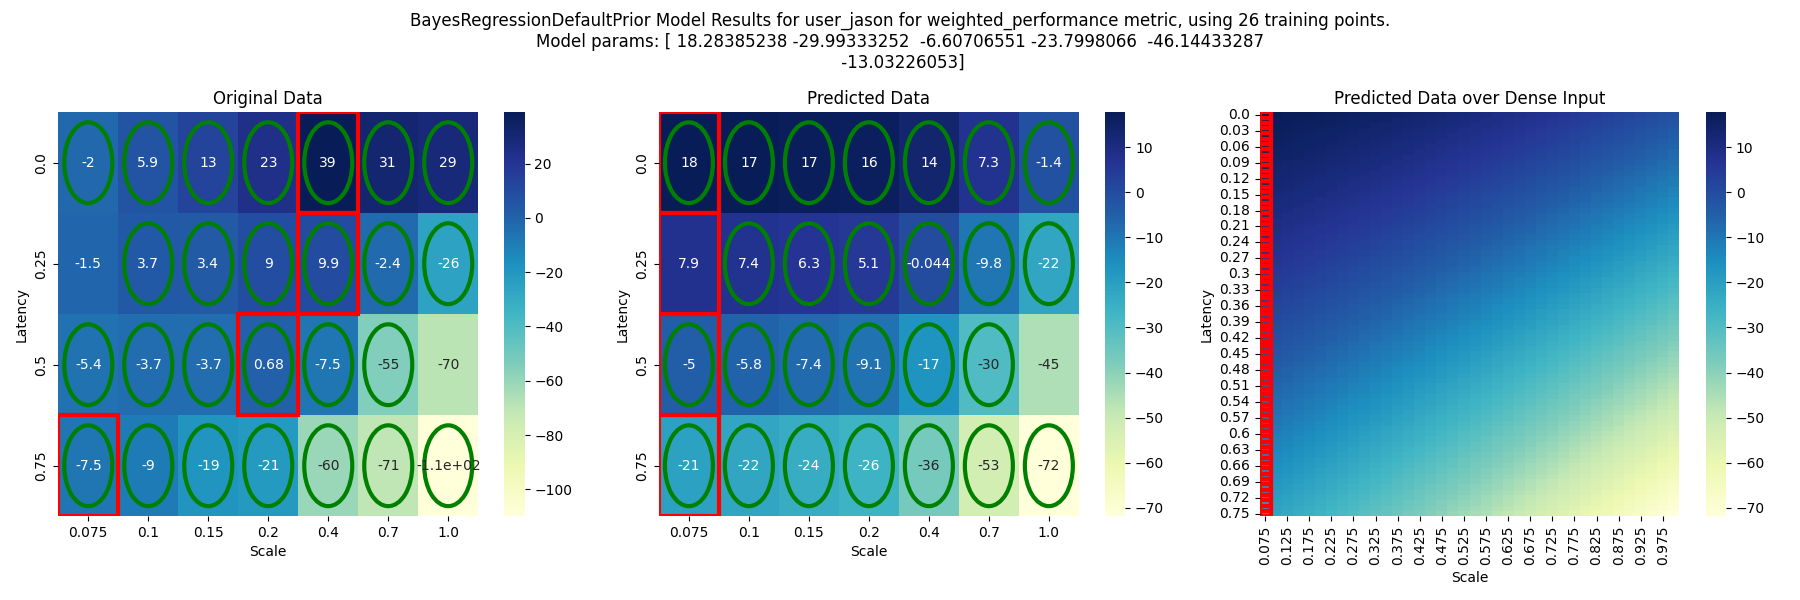 BayesRegressionDefaultPrior Model Results for user_jason for weighted_performance metric, using 26 training points.
Model params: [ 18.28385238 -29.99333252  -6.60706551 -23.7998066  -46.14433287
-13.03226053]
Original Data
-2 5.9 13 23 39 31 29
-1.5 3.7 3.4 9 9.9 -2.4 -26
-5.4 -3.7 -3.7 0.68 -7.5 -55 -70
-7.5 -9 -19 -21 -60 -71 -1.1e+02
0.0
0.25
0.5
0.75
Latency
0.075 0.1 0.15 0.2 0.4 0.7 1.0
Scale
20
0
−20
−40
−60
−80
−100
Predicted Data
18 17 17 16 14 7.3 -1.4
7.9 7.4 6.3 5.1 -0.044 -9.8 -22
-5 -5.8 -7.4 -9.1 -17 -30 -45
-21 -22 -24 -26 -36 -53 -72
0.0
0.25
0.5
0.75
Latency
0.075 0.1 0.15 0.2 0.4 0.7 1.0
Scale
10
0
−10
−20
−30
−40
−50
−60
−70
Predicted Data over Dense Input
0.0
0.03
0.06
0.09
0.12
0.15
0.18
0.21
0.24
0.27
0.3
0.33
0.36
0.39
0.42
0.45
0.48
0.51
0.54
0.57
0.6
0.63
0.66
0.69
0.72
0.75
Latency
0.075 0.125 0.175 0.225 0.275 0.325 0.375 0.425 0.475 0.525 0.575 0.625 0.675 0.725 0.775 0.825 0.875 0.925 0.975
Scale
10
0
−10
−20
−30
−40
−50
−60
−70